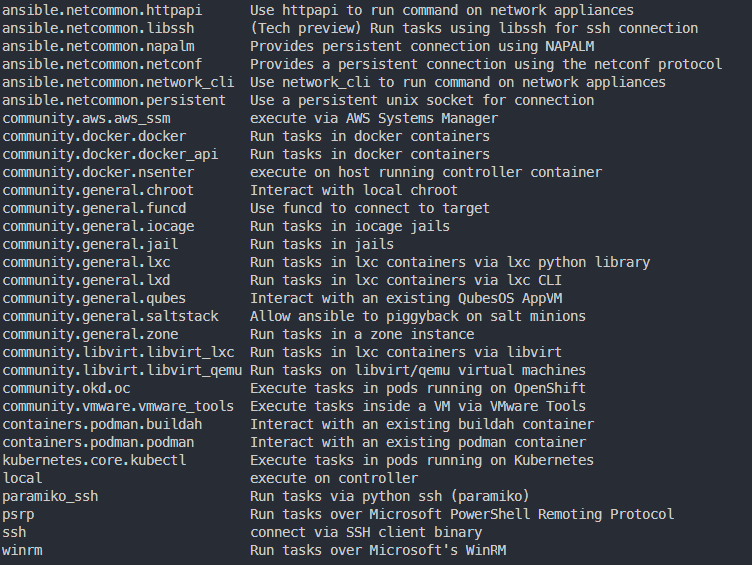 ansible.netcommon.httpapi Use httpapi to run command on network appliances
ansible.netcommon.libssh (Tech preview) Run tasks using libssh for ssh connection
ansible.netcommon.napalm Provides persistent connection using NAPALM
ansible.netcommon.netconf Provides a persistent connection using the netconf protocol
ansible.netcommon.network_cli Use network_cli to run command on network appliances
ansible.netcommon.persistent Use a persistent unix socket for connection
community.aws.aws_ssm execute via AWS Systems Manager
community.docker.docker Run tasks in docker containers
community.docker.docker_api Run tasks in docker containers
community.docker.nsenter execute on host running controller container
community.general.chroot Interact with local chroot
community.general.funcd Use funcd to connect to target
community.general.iocage Run tasks in iocage jails
community.general.jail Run tasks in jails
community.general.lxc Run tasks in lxc containers via lxc python library
community.general.lxd Run tasks in lxc containers via lxc CLI
community.general.qubes Interact with an existing QubesOS AppVM
community.general.saltstack Allow ansible to piggyback on salt minions
community.general.zone Run tasks in a zone instance
community.libvirt.libvirt_lxc Run tasks in lxc containers via libvirt
community.libvirt.libvirt_qemu Run tasks on libvirt/qemu virtual machines
community.okd.oc Execute tasks in pods running on OpenShift
community.vmware.vmware_tools Execute tasks inside a VM via VMware Tools
containers.podman.buildah Interact with an existing buildah container
containers.podman.podman Interact with an existing podman container
kubernetes.core.kubectl Execute tasks in pods running on Kubernetes
local execute on controller
paramiko_ssh Run tasks via python ssh (paramiko)
psrp Run tasks over Microsoft PowerShell Remoting Protocol
ssh connect via SSH client binary
winrm Run tasks over Microsoft's WinRM